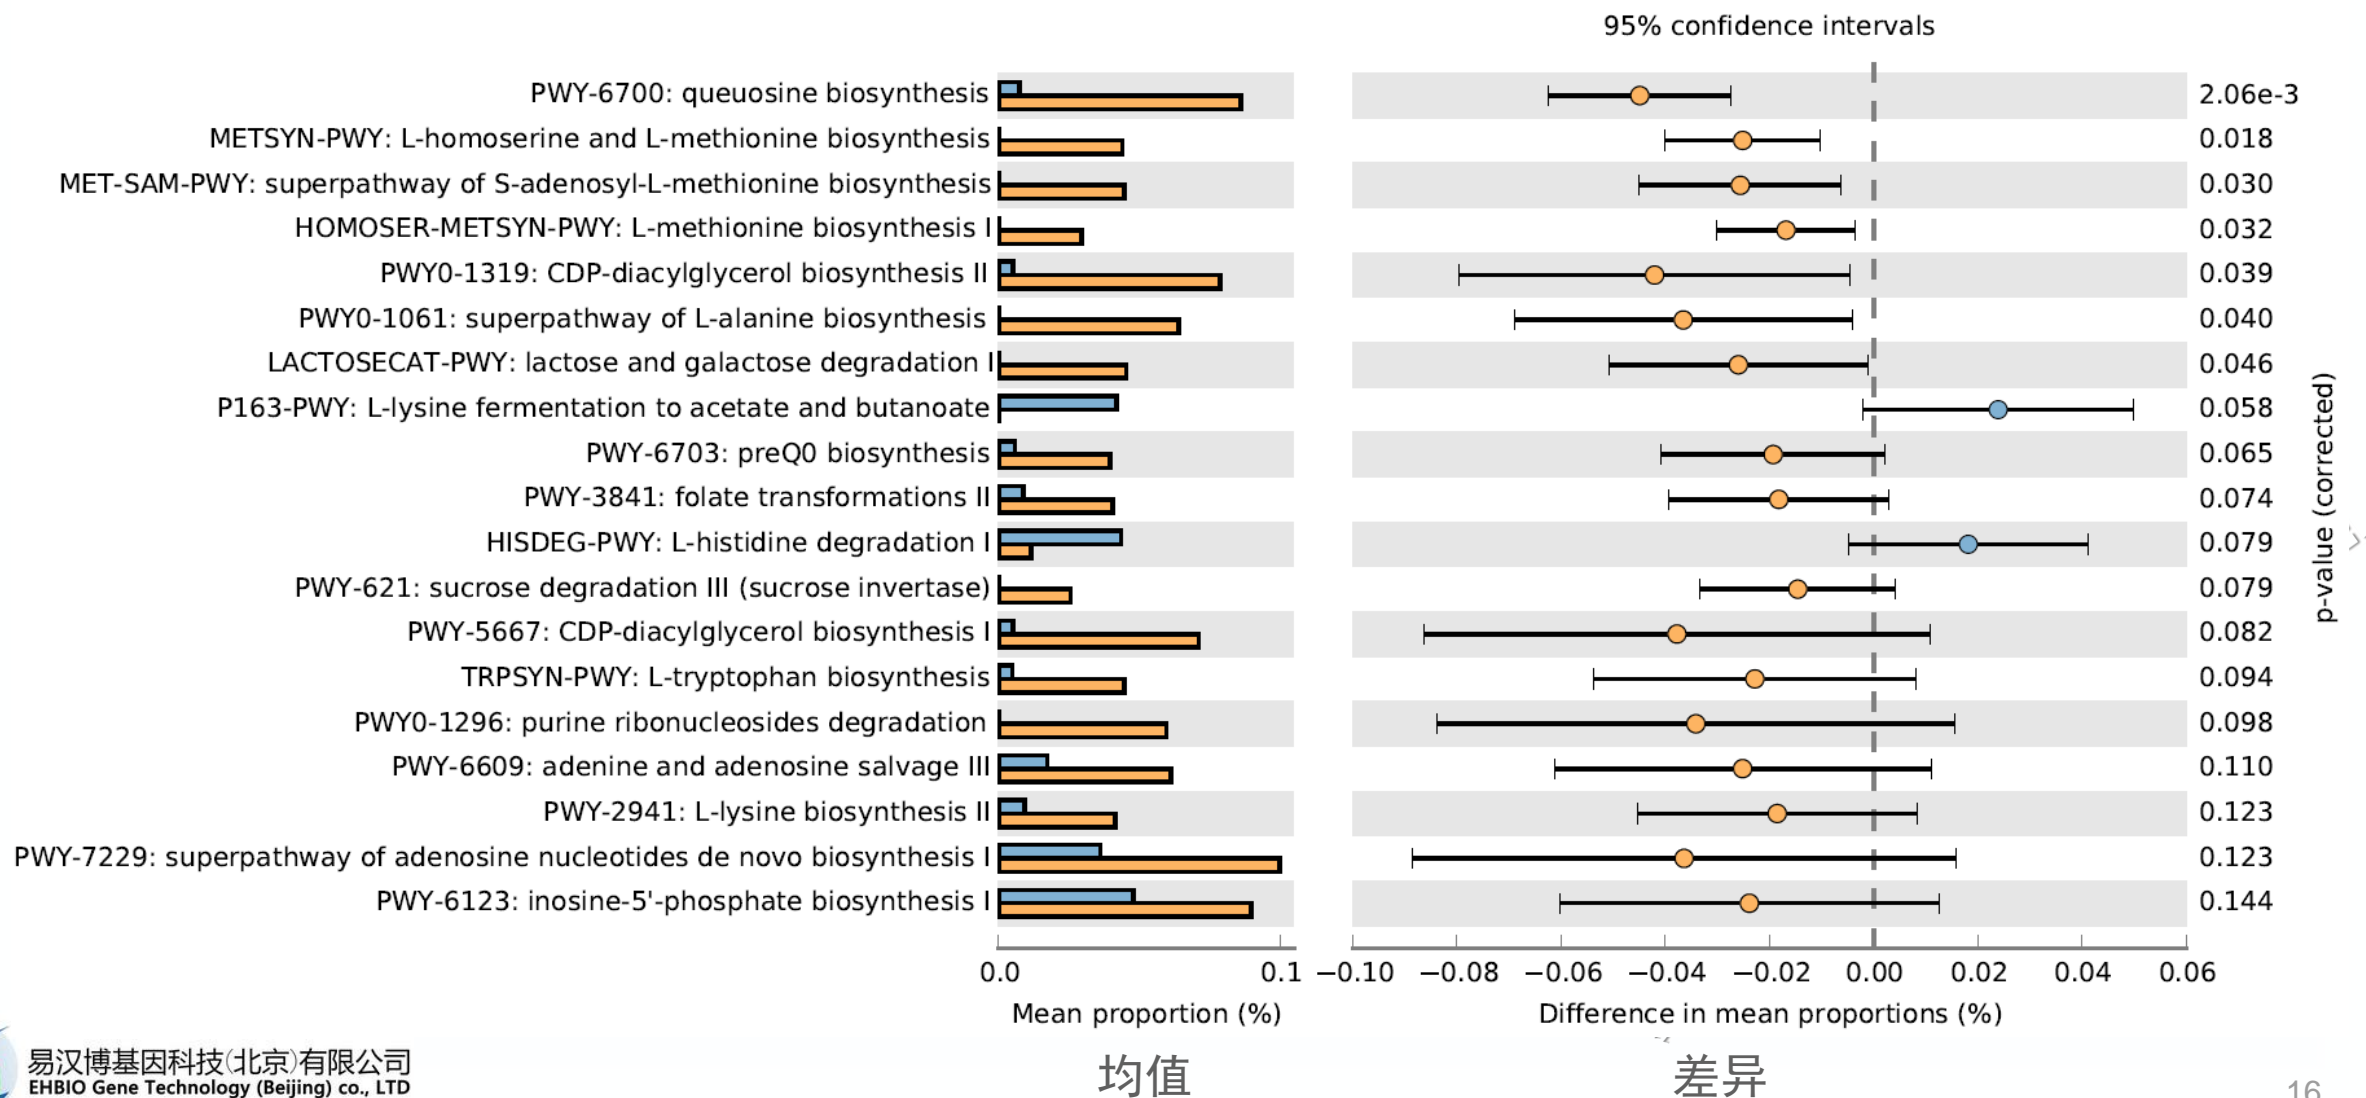 95% confidence intervals
PWY-6700: queuosine biosynthesis 2.06e-3
METSYN-PWY: L-homoserine and L-methionine biosynthesis 0.018
MET-SAM-PWY: superpathway of S-adenosyl-L-methionine biosynthesis 0.030
HOMOSER-METSYN-PWY: L-methionine biosynthesis I 0.032
PWY0-1319: CDP-diacylglycerol biosynthesis II 0.039
PWY0-1061: superpathway of L-alanine biosynthesis 0.040
LACTOSECAT-PWY: lactose and galactose degradation I 0.046
P163-PWY: L-lysine fermentation to acetate and butanoate 0.058
PWY-6703: preQ0 biosynthesis 0.065
PWY-3841: folate transformations II 0.074
HISDEG-PWY: L-histidine degradation I 0.079
PWY-621: sucrose degradation III (sucrose invertase) 0.079
PWY-5667: CDP-diacylglycerol biosynthesis I 0.082
TRPSYN-PWY: L-tryptophan biosynthesis 0.094
PWY0-1296: purine ribonucleosides degradation 0.098
PWY-6609: adenine and adenosine salvage III 0.110
PWY-2941: L-lysine biosynthesis II 0.123
PWY-7229: superpathway of adenosine nucleotides de novo biosynthesis I 0.123
PWY-6123: inosine-5'-phosphate biosynthesis I 0.144
p-value (corrected)
0.0 0.1 −0.10 −0.08 −0.06 −0.04 −0.02 0.00 0.02 0.04 0.06
Mean proportion (%) Difference in mean proportions (%)
均值 差异
易汉博基因科技(北京)有限公司
EHBIO Gene Technology (Beijing) co., LTD
16